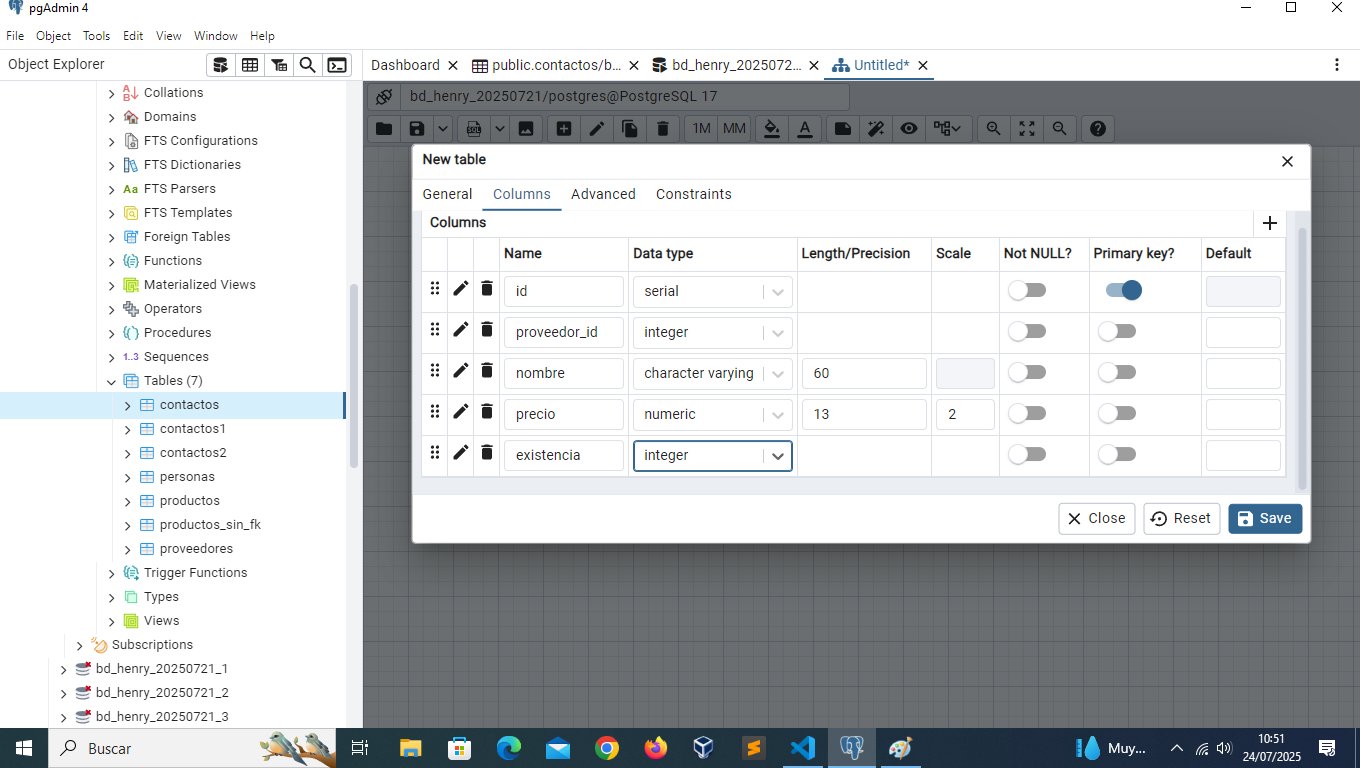 pgAdmin 4
File Object Tools Edit View Window Help
Object Explorer
Dashboard public.contactos/b... bd_henry_2025072... Untitled*
bd_henry_20250721/postgres@PostgreSQL 17
SQL 1M MM A
Collations
Domains
FTS Configurations
FTS Dictionaries
Aa FTS Parsers
FTS Templates
Foreign Tables
Functions
Materialized Views
Operators
Procedures
1..3 Sequences
Tables (7)
contactos
contactos1
contactos2
personas
productos
productos_sin_fk
proveedores
Trigger Functions
Types
Views
Subscriptions
bd_henry_20250721_1
bd_henry_20250721_2
bd_henry_20250721_3
New table
General Columns Advanced Constraints
Columns
Name Data type Length/Precision Scale Not NULL? Primary key? Default
id serial
proveedor_id integer
nombre character varying 60
precio numeric 13 2
existencia integer
Close Reset Save
Buscar
Muy...
10:51
24/07/2025